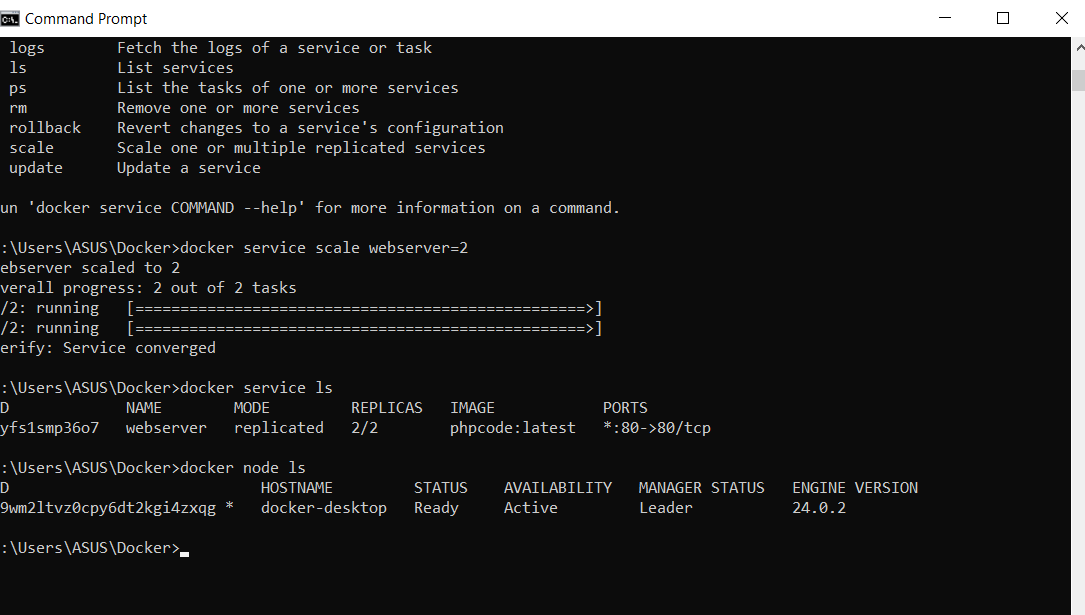 Command Prompt
logs        Fetch the logs of a service or task
ls          List services
ps          List the tasks of one or more services
rm          Remove one or more services
rollback    Revert changes to a service's configuration
scale       Scale one or multiple replicated services
update      Update a service
un 'docker service COMMAND --help' for more information on a command.
:\Users\ASUS\Docker>docker service scale webserver=2
ebserver scaled to 2
verall progress: 2 out of 2 tasks
/2: running   [==================================================>]
/2: running   [==================================================>]
erify: Service converged
:\Users\ASUS\Docker>docker service ls
D             NAME        MODE         REPLICAS   IMAGE            PORTS
yfs1smp36o7   webserver   replicated   2/2        phpcode:latest   *:80->80/tcp
:\Users\ASUS\Docker>docker node ls
D                            HOSTNAME         STATUS    AVAILABILITY   MANAGER STATUS   ENGINE VERSION
9wm2ltvz0cpy6dt2kgi4zxqg *   docker-desktop   Ready     Active         Leader           24.0.2
:\Users\ASUS\Docker>